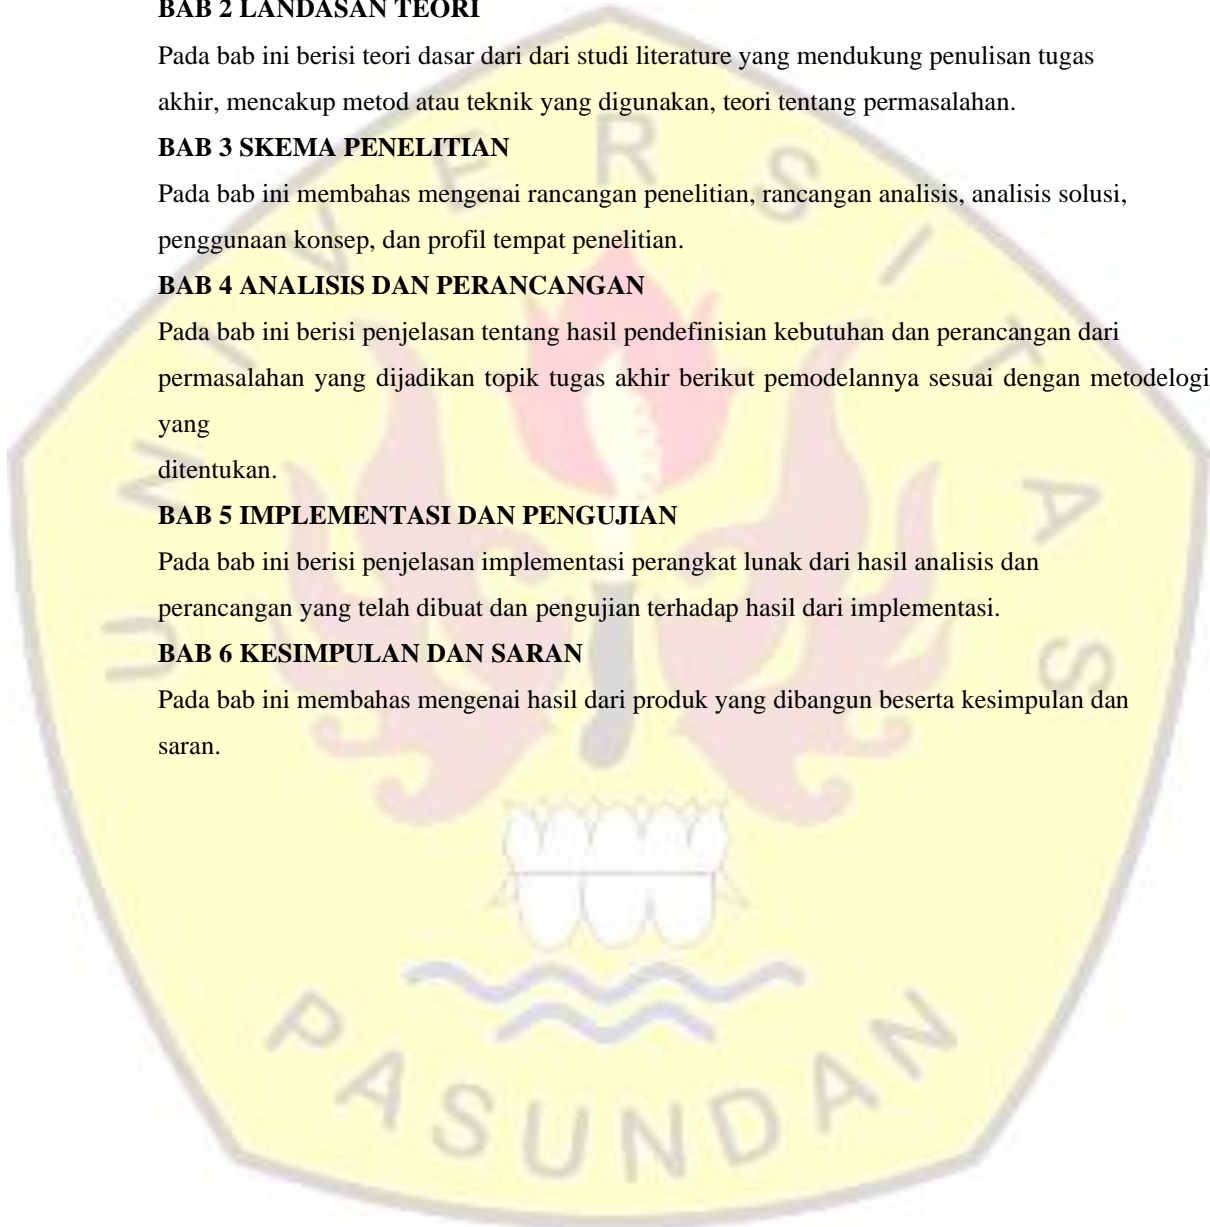 BAB 2 LANDASAN TEORI
Pada bab ini berisi teori dasar dari dari studi literature yang mendukung penulisan tugas
akhir, mencakup metod atau teknik yang digunakan, teori tentang permasalahan.
BAB 3 SKEMA PENELITIAN
Pada bab ini membahas mengenai rancangan penelitian, rancangan analisis, analisis solusi,
penggunaan konsep, dan profil tempat penelitian.
BAB 4 ANALISIS DAN PERANCANGAN
Pada bab ini berisi penjelasan tentang hasil pendefinisian kebutuhan dan perancangan dari
permasalahan yang dijadikan topik tugas akhir berikut pemodelannya sesuai dengan metodelogi
yang
ditentukan.
BAB 5 IMPLEMENTASI DAN PENGUJIAN
Pada bab ini berisi penjelasan implementasi perangkat lunak dari hasil analisis dan
perancangan yang telah dibuat dan pengujian terhadap hasil dari implementasi.
BAB 6 KESIMPULAN DAN SARAN
Pada bab ini membahas mengenai hasil dari produk yang dibangun beserta kesimpulan dan
saran.
UNIVERSITAS
PASUNDAN